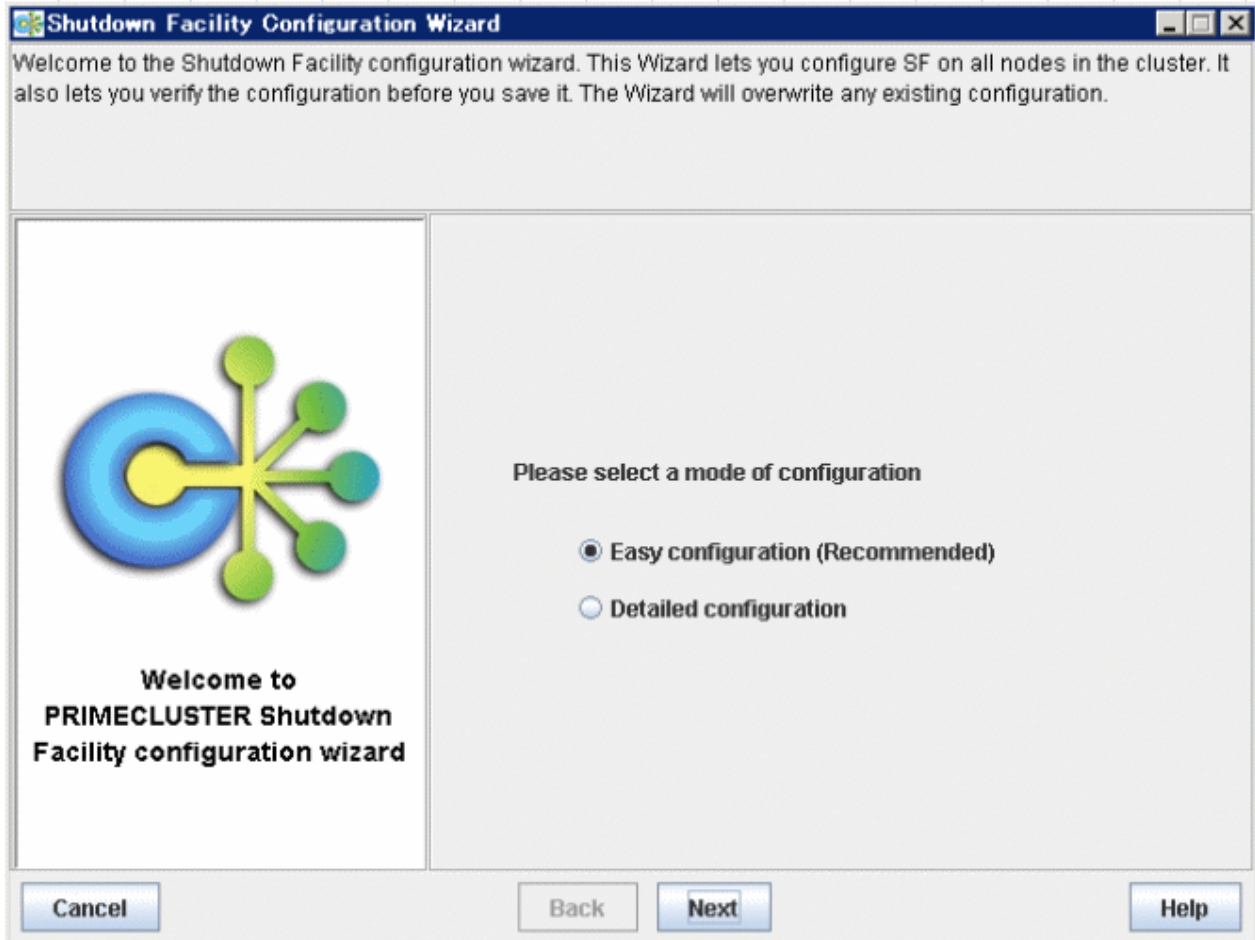 Shutdown Facility Configuration Wizard
Welcome to the Shutdown Facility configuration wizard. This Wizard lets you configure SF on all nodes in the cluster. It
also lets you verify the configuration before you save it. The Wizard will overwrite any existing configuration.
Please select a mode of configuration
Easy configuration (Recommended)
Detailed configuration
Welcome to
PRIMECLUSTER Shutdown
Facility configuration wizard
Cancel
Back
Next
Help